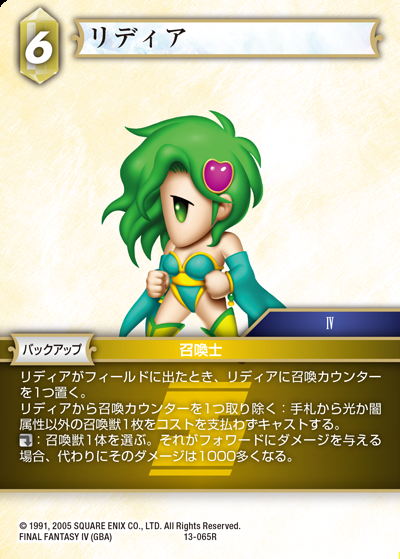 6
リディア
Ⅳ
バックアップ
召喚士
リディアがフィールドに出たとき、リディアに召喚カウンター
を1つ置く。
リディアから召喚カウンターを1つ取り除く：手札から光か闇
属性以外の召喚獣1枚をコストを支払わずキャストする。
：召喚獣1体を選ぶ。それがフォワードにダメージを与える
場合、代わりにそのダメージは1000多くなる。
© 1991, 2005 SQUARE ENIX CO., LTD. All Rights Reserved.
FINAL FANTASY IV (GBA) 13-065R